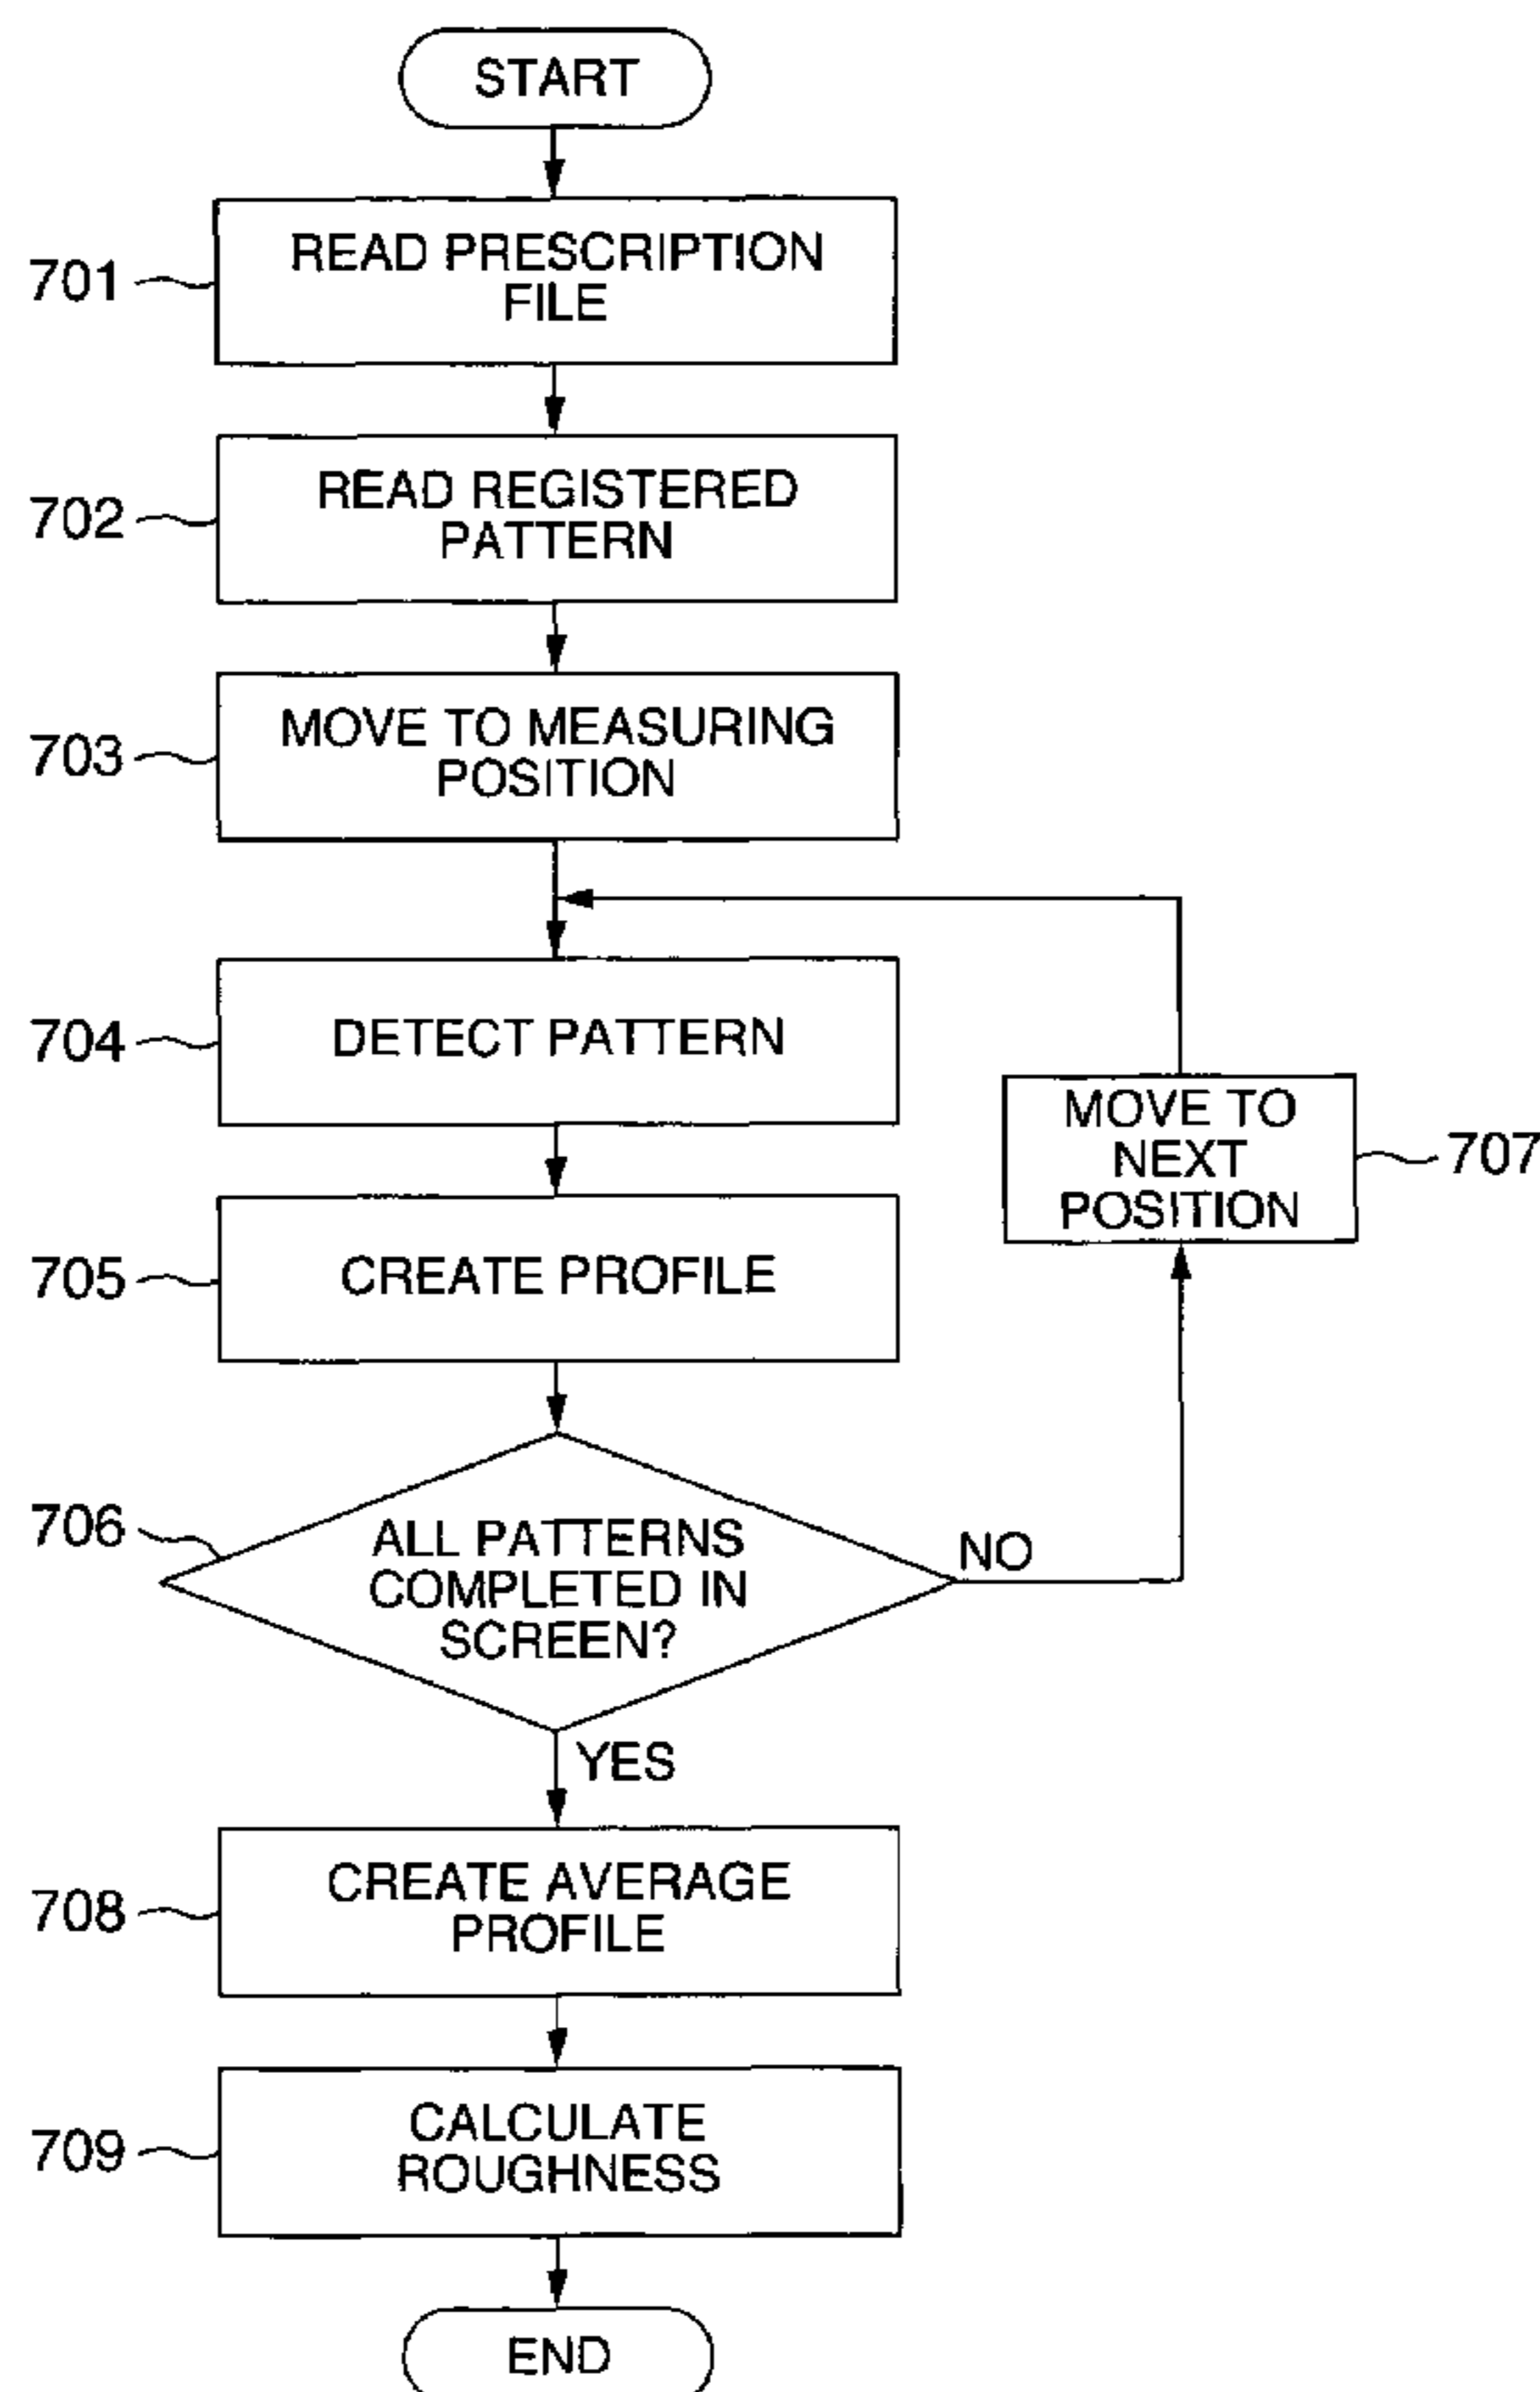 START
701
READ PRESCRIPTION
FILE
702
READ REGISTERED
PATTERN
703
MOVE TO MEASURING
POSITION
704
DETECT PATTERN
MOVE TO
NEXT
POSITION
707
705
CREATE PROFILE
706
ALL PATTERNS
COMPLETED IN
SCREEN?
NO
YES
708
CREATE AVERAGE
PROFILE
709
CALCULATE
ROUGHNESS
END